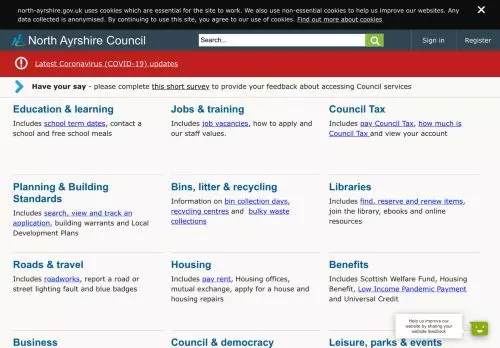 north-ayrshire.gov.uk uses cookies which are essential for the site to work. We also use non-essential cookies to help us improve our websites. Any
data collected is anonymised. By continuing to use this site, you agree to our use of cookies. Find out more about cookies
North Ayrshire Council
Search...
Sign in
Register
Latest Coronavirus (COVID-19) updates
Have your say - please complete this short survey to provide your feedback about accessing Council services
Education & learning
Includes school term dates, contact a
school and free school meals
Jobs & training
Includes job vacancies, how to apply and
our staff values.
Council Tax
Includes pay Council Tax, how much is
Council Tax and view your account
Planning & Building
Standards
Includes search, view and track an
application, building warrants and Local
Development Plans
Bins, litter & recycling
Information on bin collection days,
recycling centres and bulky waste
collections
Libraries
Includes find, reserve and renew items,
join the library, ebooks and online
resources
Roads & travel
Includes roadworks, report a road or
street lighting fault and blue badges
Housing
Includes pay rent, Housing offices,
mutual exchange, apply for a house and
housing repairs
Benefits
Includes Scottish Welfare Fund, Housing
Benefit, Low Income Pandemic Payment
and Universal Credit
Help us improve our
website by sharing your
website feedback
Business
Council & democracy
Leisure, parks & events